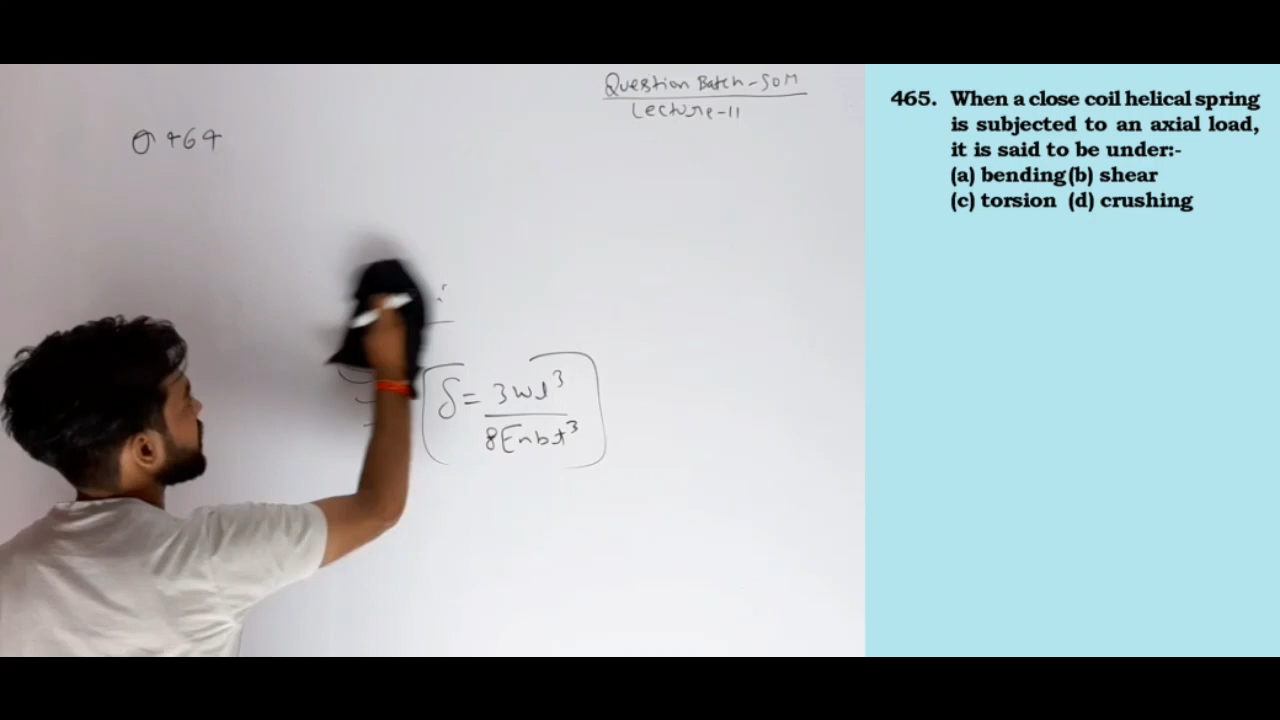 Question Batch-SOM
Lecture-11
σ 464
δ= 3wl³
8Enbt³
465. When a close coil helical spring
is subjected to an axial load,
it is said to be under:-
(a) bending(b) shear
(c) torsion (d) crushing